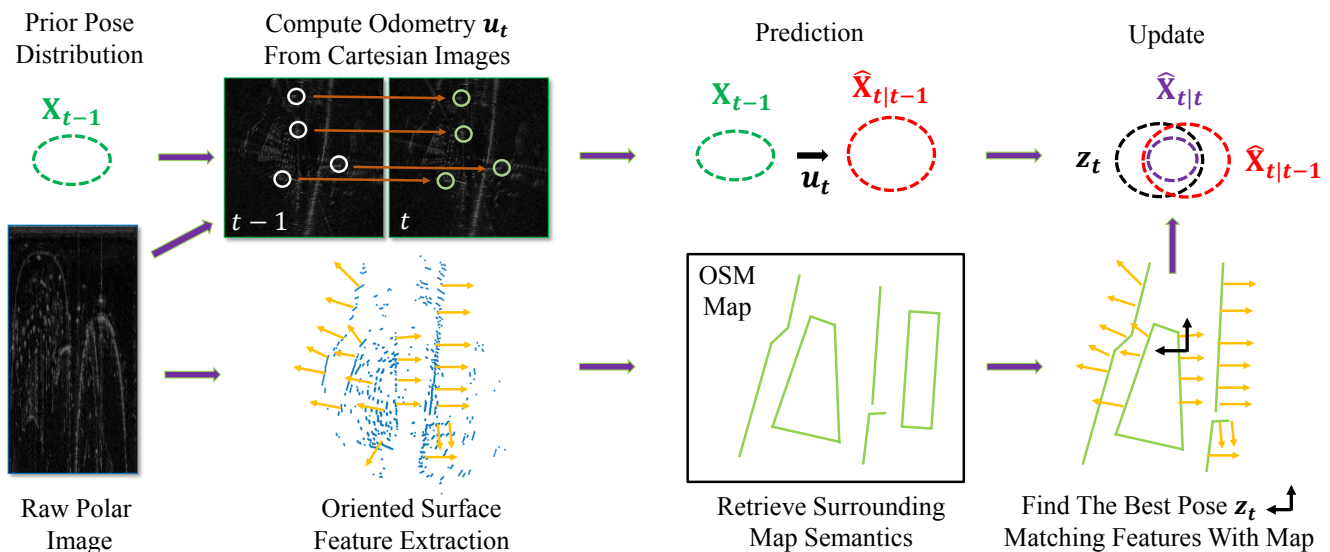 Prior Pose
Distribution
X_{t−1}
Compute Odometry u_t
From Cartesian Images
t − 1
t
Prediction
X_{t−1}
u_t
X̂_{t|t−1}
Update
X̂_{t|t}
z_t
X̂_{t|t−1}
Raw Polar
Image
Oriented Surface
Feature Extraction
OSM
Map
Retrieve Surrounding
Map Semantics
Find The Best Pose z_t
Matching Features With Map